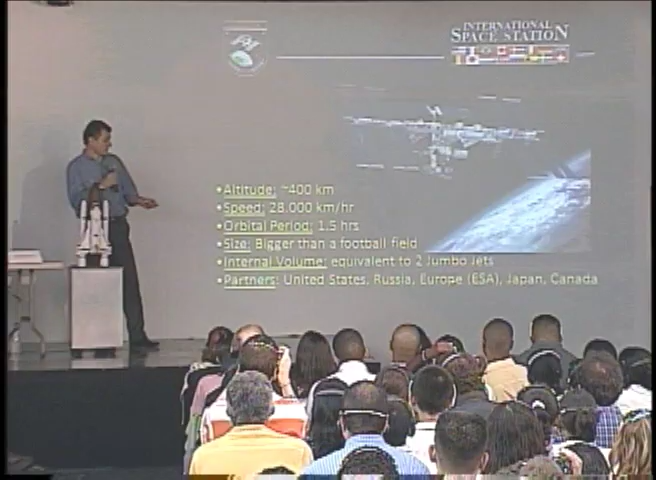 INTERNATIONAL
SPACE STATION
•Altitude: ~400 km
•Speed: 28.000 km/hr
•Orbital Period: 1.5 hrs
•Size: Bigger than a football field
•Internal Volume: equivalent to 2 Jumbo Jets
•Partners: United States, Russia, Europe (ESA), Japan, Canada